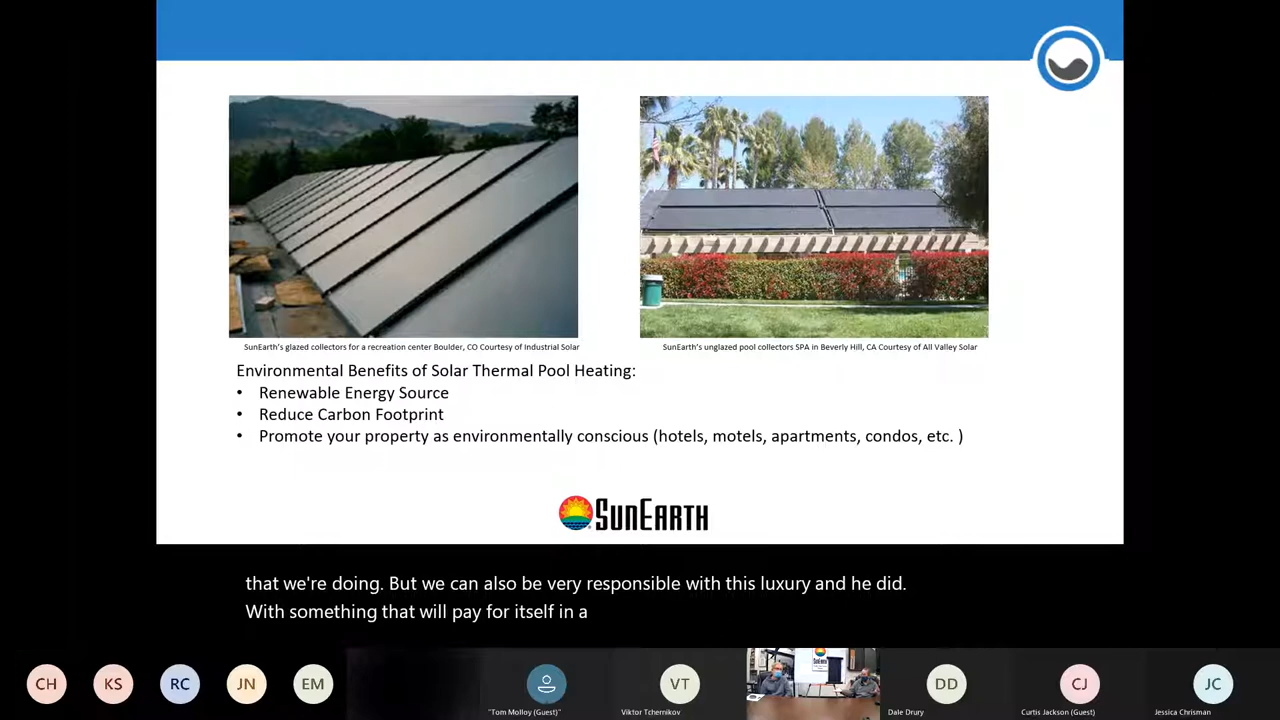 SunEarth's glazed collectors for a recreation center Boulder, CO Courtesy of Industrial Solar
SunEarth's unglazed pool collectors SPA in Beverly Hill, CA Courtesy of All Valley Solar
Environmental Benefits of Solar Thermal Pool Heating:
• Renewable Energy Source
• Reduce Carbon Footprint
• Promote your property as environmentally conscious (hotels, motels, apartments, condos, etc. )
SUNEARTH
that we're doing. But we can also be very responsible with this luxury and he did.
With something that will pay for itself in a
CH
KS
RC
JN
EM
"Tom Molloy (Guest)"
VT
Viktor Tchernikov
DD
Dale Drury
CJ
Curtis Jackson (Guest)
JC
Jessica Chrisman